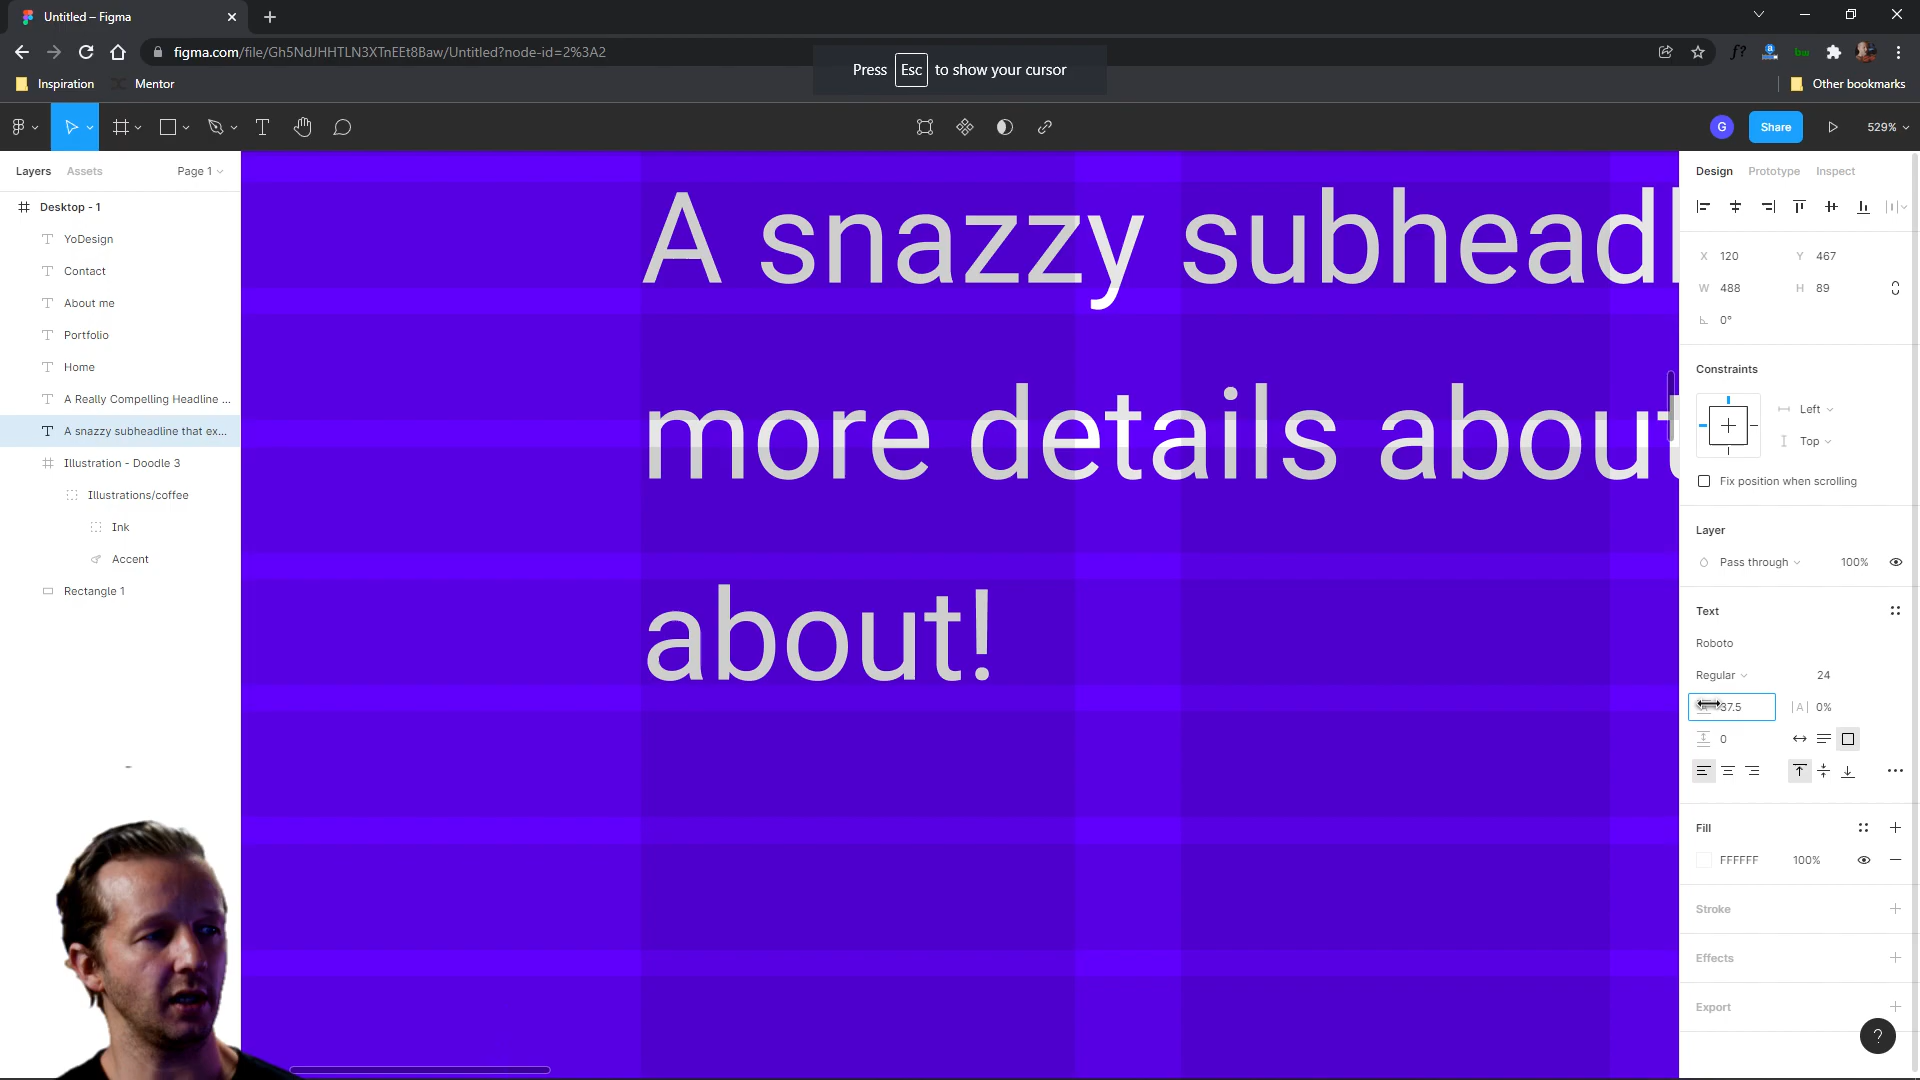 Untitled – Figma
figma.com/file/Gh5NdJHHTLN3XTnEEt8Baw/Untitled?node-id=2%3A2
Press Esc to show your cursor
Inspiration
Mentor
Other bookmarks
G
Share
529%
Layers
Assets
Page 1
Desktop - 1
YoDesign
Contact
About me
Portfolio
Home
A Really Compelling Headline ...
A snazzy subheadline that ex...
Illustration - Doodle 3
Illustrations/coffee
Ink
Accent
Rectangle 1
A snazzy subheadl
more details about
about!
Design
Prototype
Inspect
X 120
Y 467
W 488
H 89
0°
Constraints
Left
Top
Fix position when scrolling
Layer
Pass through
100%
Text
Roboto
Regular
24
37.5
|A| 0%
0
Fill
FFFFFF
100%
Stroke
Effects
Export
?